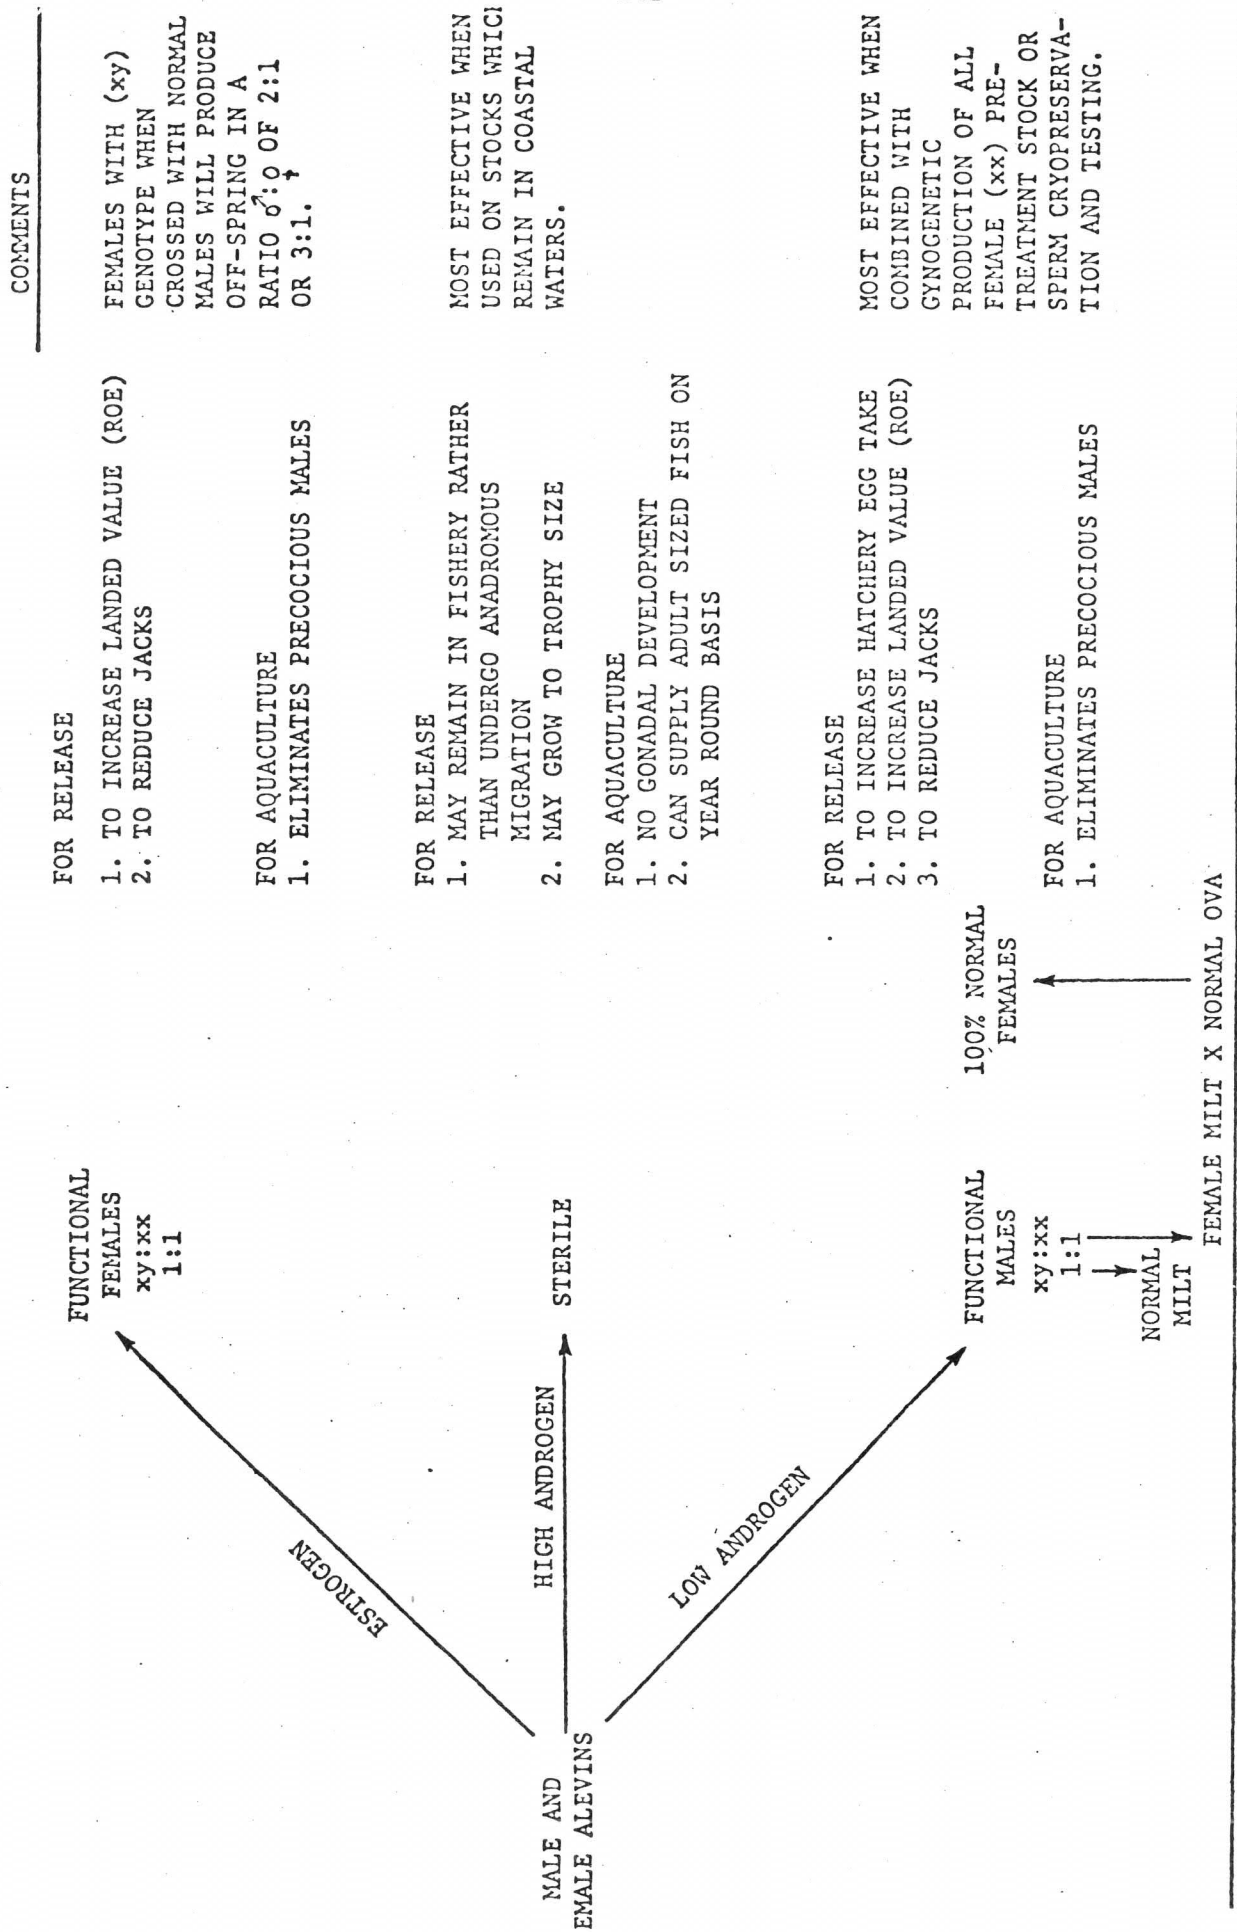 COMMENTS
FOR RELEASE
1. TO INCREASE LANDED VALUE (ROE)
2. TO REDUCE JACKS
FOR AQUACULTURE
1. ELIMINATES PRECOCIOUS MALES
FEMALES WITH (xy)
GENOTYPE WHEN
CROSSED WITH NORMAL
MALES WILL PRODUCE
OFF-SPRING IN A
RATIO ♂:♀ OF 2:1
OR 3:1.
FUNCTIONAL
FEMALES
xy:xx
1:1
ESTROGEN
FOR RELEASE
1. MAY REMAIN IN FISHERY RATHER
THAN UNDERGO ANADROMOUS
MIGRATION
2. MAY GROW TO TROPHY SIZE
FOR AQUACULTURE
1. NO GONADAL DEVELOPMENT
2. CAN SUPPLY ADULT SIZED FISH ON
YEAR ROUND BASIS
MOST EFFECTIVE WHEN
USED ON STOCKS WHICI
REMAIN IN COASTAL
WATERS.
MALE AND
EMALE ALEVINS
HIGH ANDROGEN
STERILE
LOW ANDROGEN
FUNCTIONAL
MALES
xy:xx
1:1
NORMAL
MILT
100% NORMAL
FEMALES
FEMALE MILT X NORMAL OVA
FOR RELEASE
1. TO INCREASE HATCHERY EGG TAKE
2. TO INCREASE LANDED VALUE (ROE)
3. TO REDUCE JACKS
FOR AQUACULTURE
1. ELIMINATES PRECOCIOUS MALES
MOST EFFECTIVE WHEN
COMBINED WITH
GYNOGENETIC
PRODUCTION OF ALL
FEMALE (xx) PRE-
TREATMENT STOCK OR
SPERM CRYOPRESERVA-
TION AND TESTING.